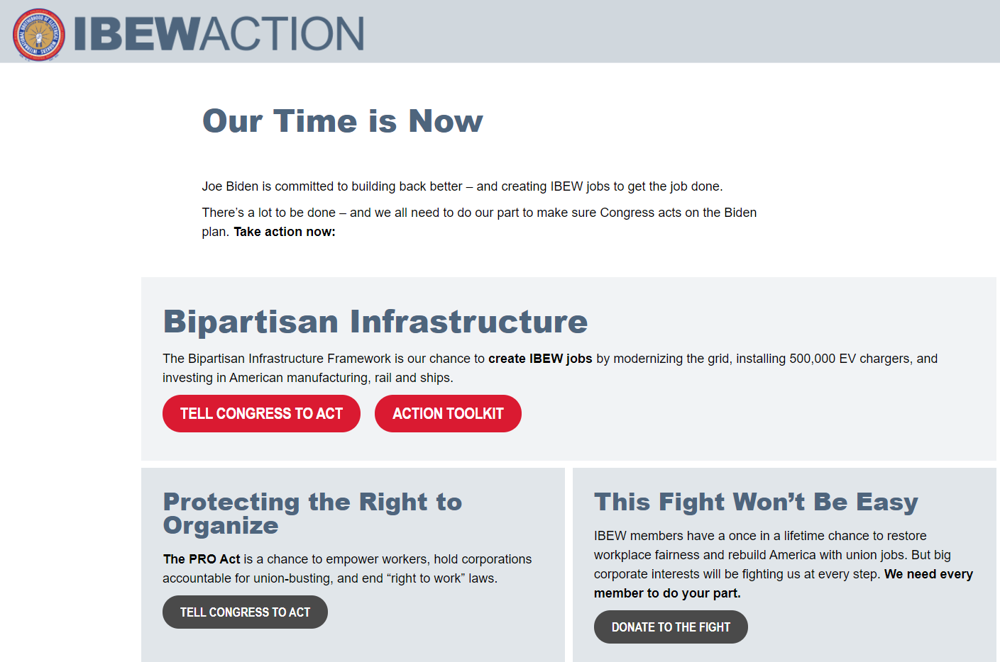 INTERNATIONAL BROTHERHOOD OF ELECTRICAL WORKERS
IBEWACTION
Our Time is Now
Joe Biden is committed to building back better – and creating IBEW jobs to get the job done.
There’s a lot to be done – and we all need to do our part to make sure Congress acts on the Biden
plan. Take action now:
Bipartisan Infrastructure
The Bipartisan Infrastructure Framework is our chance to create IBEW jobs by modernizing the grid, installing 500,000 EV chargers, and
investing in American manufacturing, rail and ships.
TELL CONGRESS TO ACT
ACTION TOOLKIT
Protecting the Right to
Organize
The PRO Act is a chance to empower workers, hold corporations
accountable for union-busting, and end “right to work” laws.
TELL CONGRESS TO ACT
This Fight Won’t Be Easy
IBEW members have a once in a lifetime chance to restore
workplace fairness and rebuild America with union jobs. But big
corporate interests will be fighting us at every step. We need every
member to do your part.
DONATE TO THE FIGHT